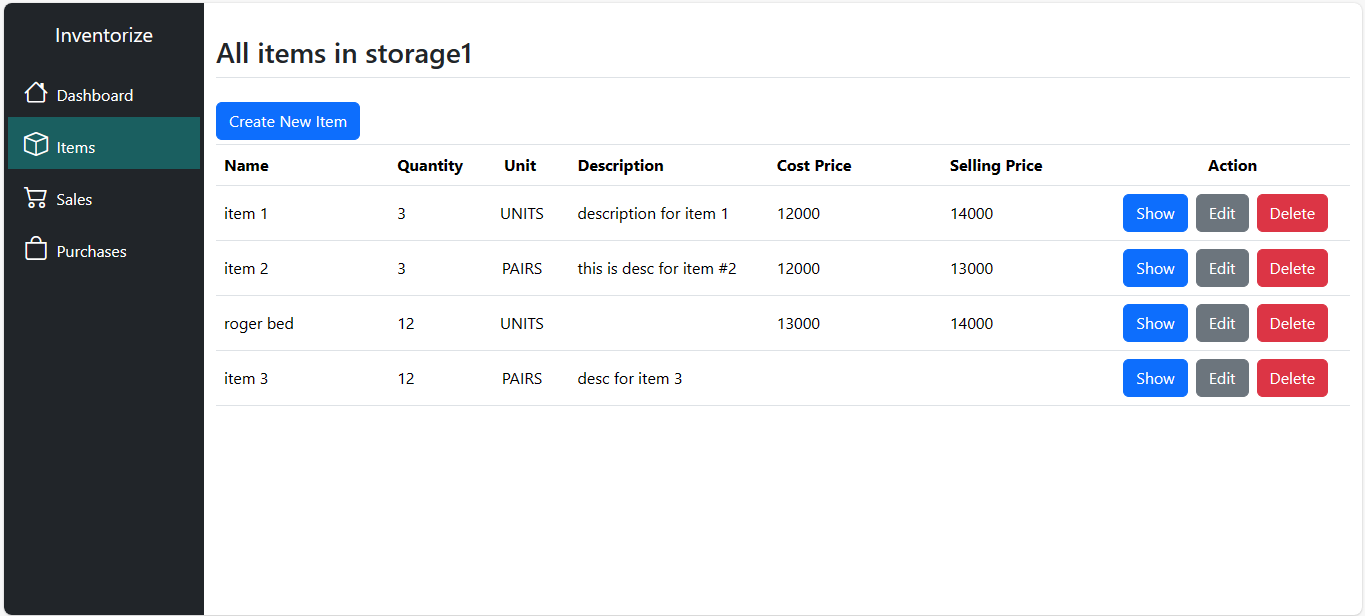 Inventorize
Dashboard
Items
Sales
Purchases
All items in storage1
Create New Item
Name Quantity Unit Description Cost Price Selling Price Action
item 1 3 UNITS description for item 1 12000 14000 Show Edit Delete
item 2 3 PAIRS this is desc for item #2 12000 13000 Show Edit Delete
roger bed 12 UNITS 13000 14000 Show Edit Delete
item 3 12 PAIRS desc for item 3 Show Edit Delete